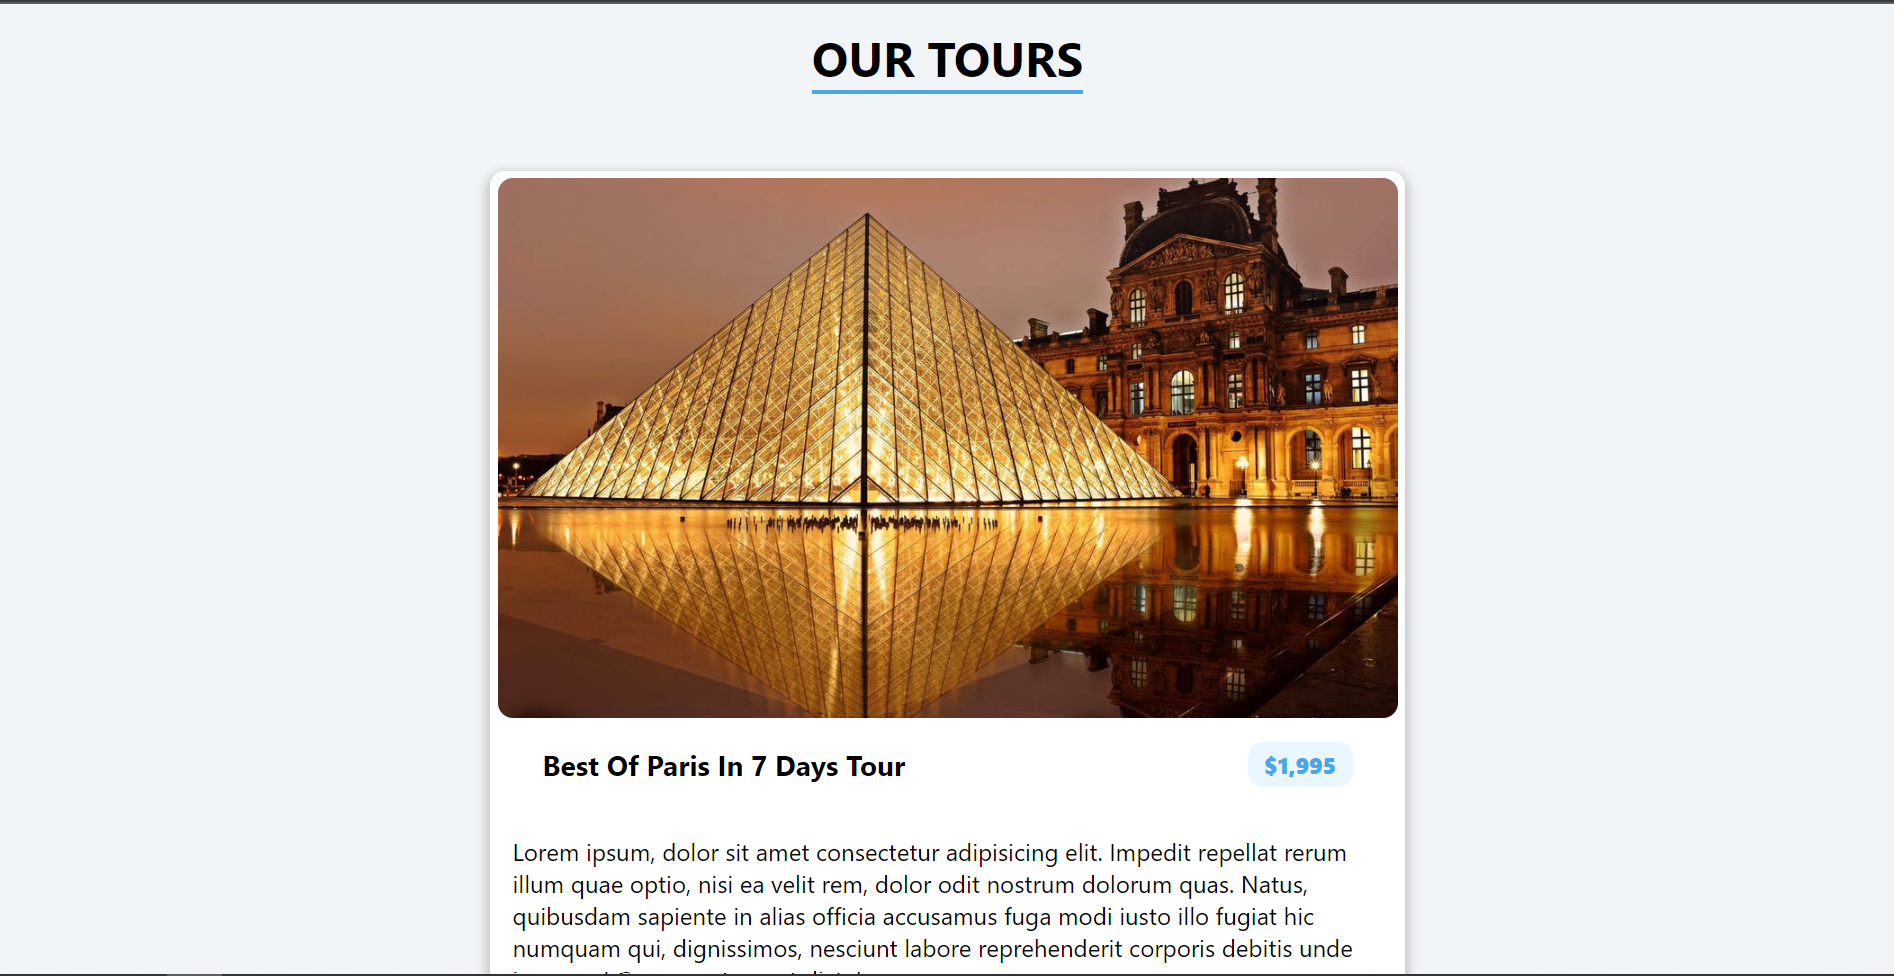 OUR TOURS
Best Of Paris In 7 Days Tour
$1,995
Lorem ipsum, dolor sit amet consectetur adipisicing elit. Impedit repellat rerum
illum quae optio, nisi ea velit rem, dolor odit nostrum dolorum quas. Natus,
quibusdam sapiente in alias officia accusamus fuga modi iusto illo fugiat hic
numquam qui, dignissimos, nesciunt labore reprehenderit corporis debitis unde